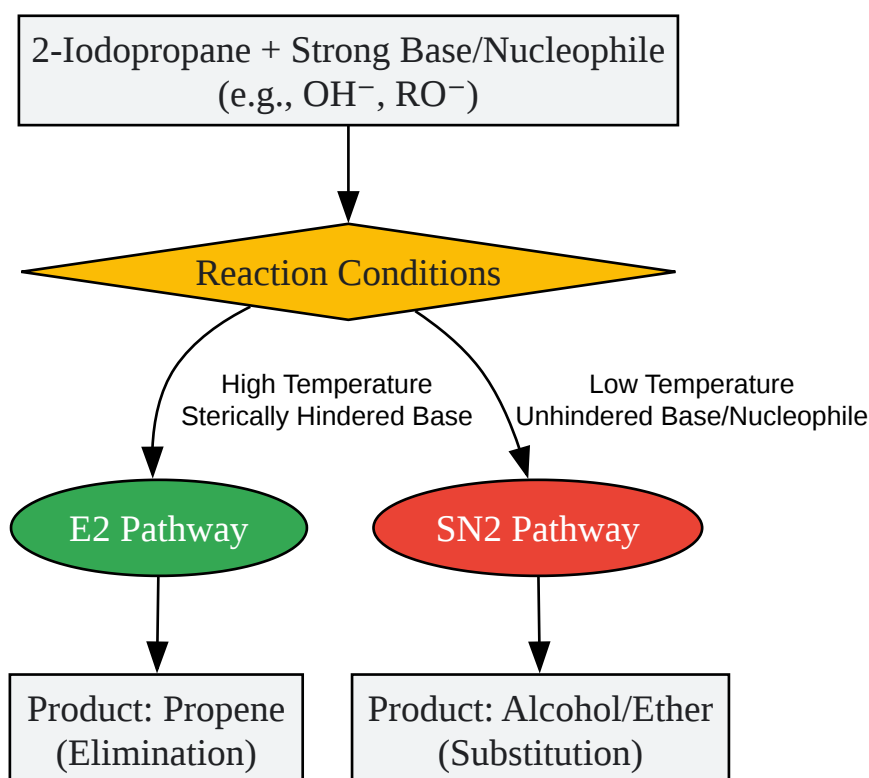 2-Iodopropane + Strong Base/Nucleophile
(e.g., OH⁻, RO⁻)
Reaction Conditions
High Temperature
Sterically Hindered Base
Low Temperature
Unhindered Base/Nucleophile
E2 Pathway
SN2 Pathway
Product: Propene
(Elimination)
Product: Alcohol/Ether
(Substitution)